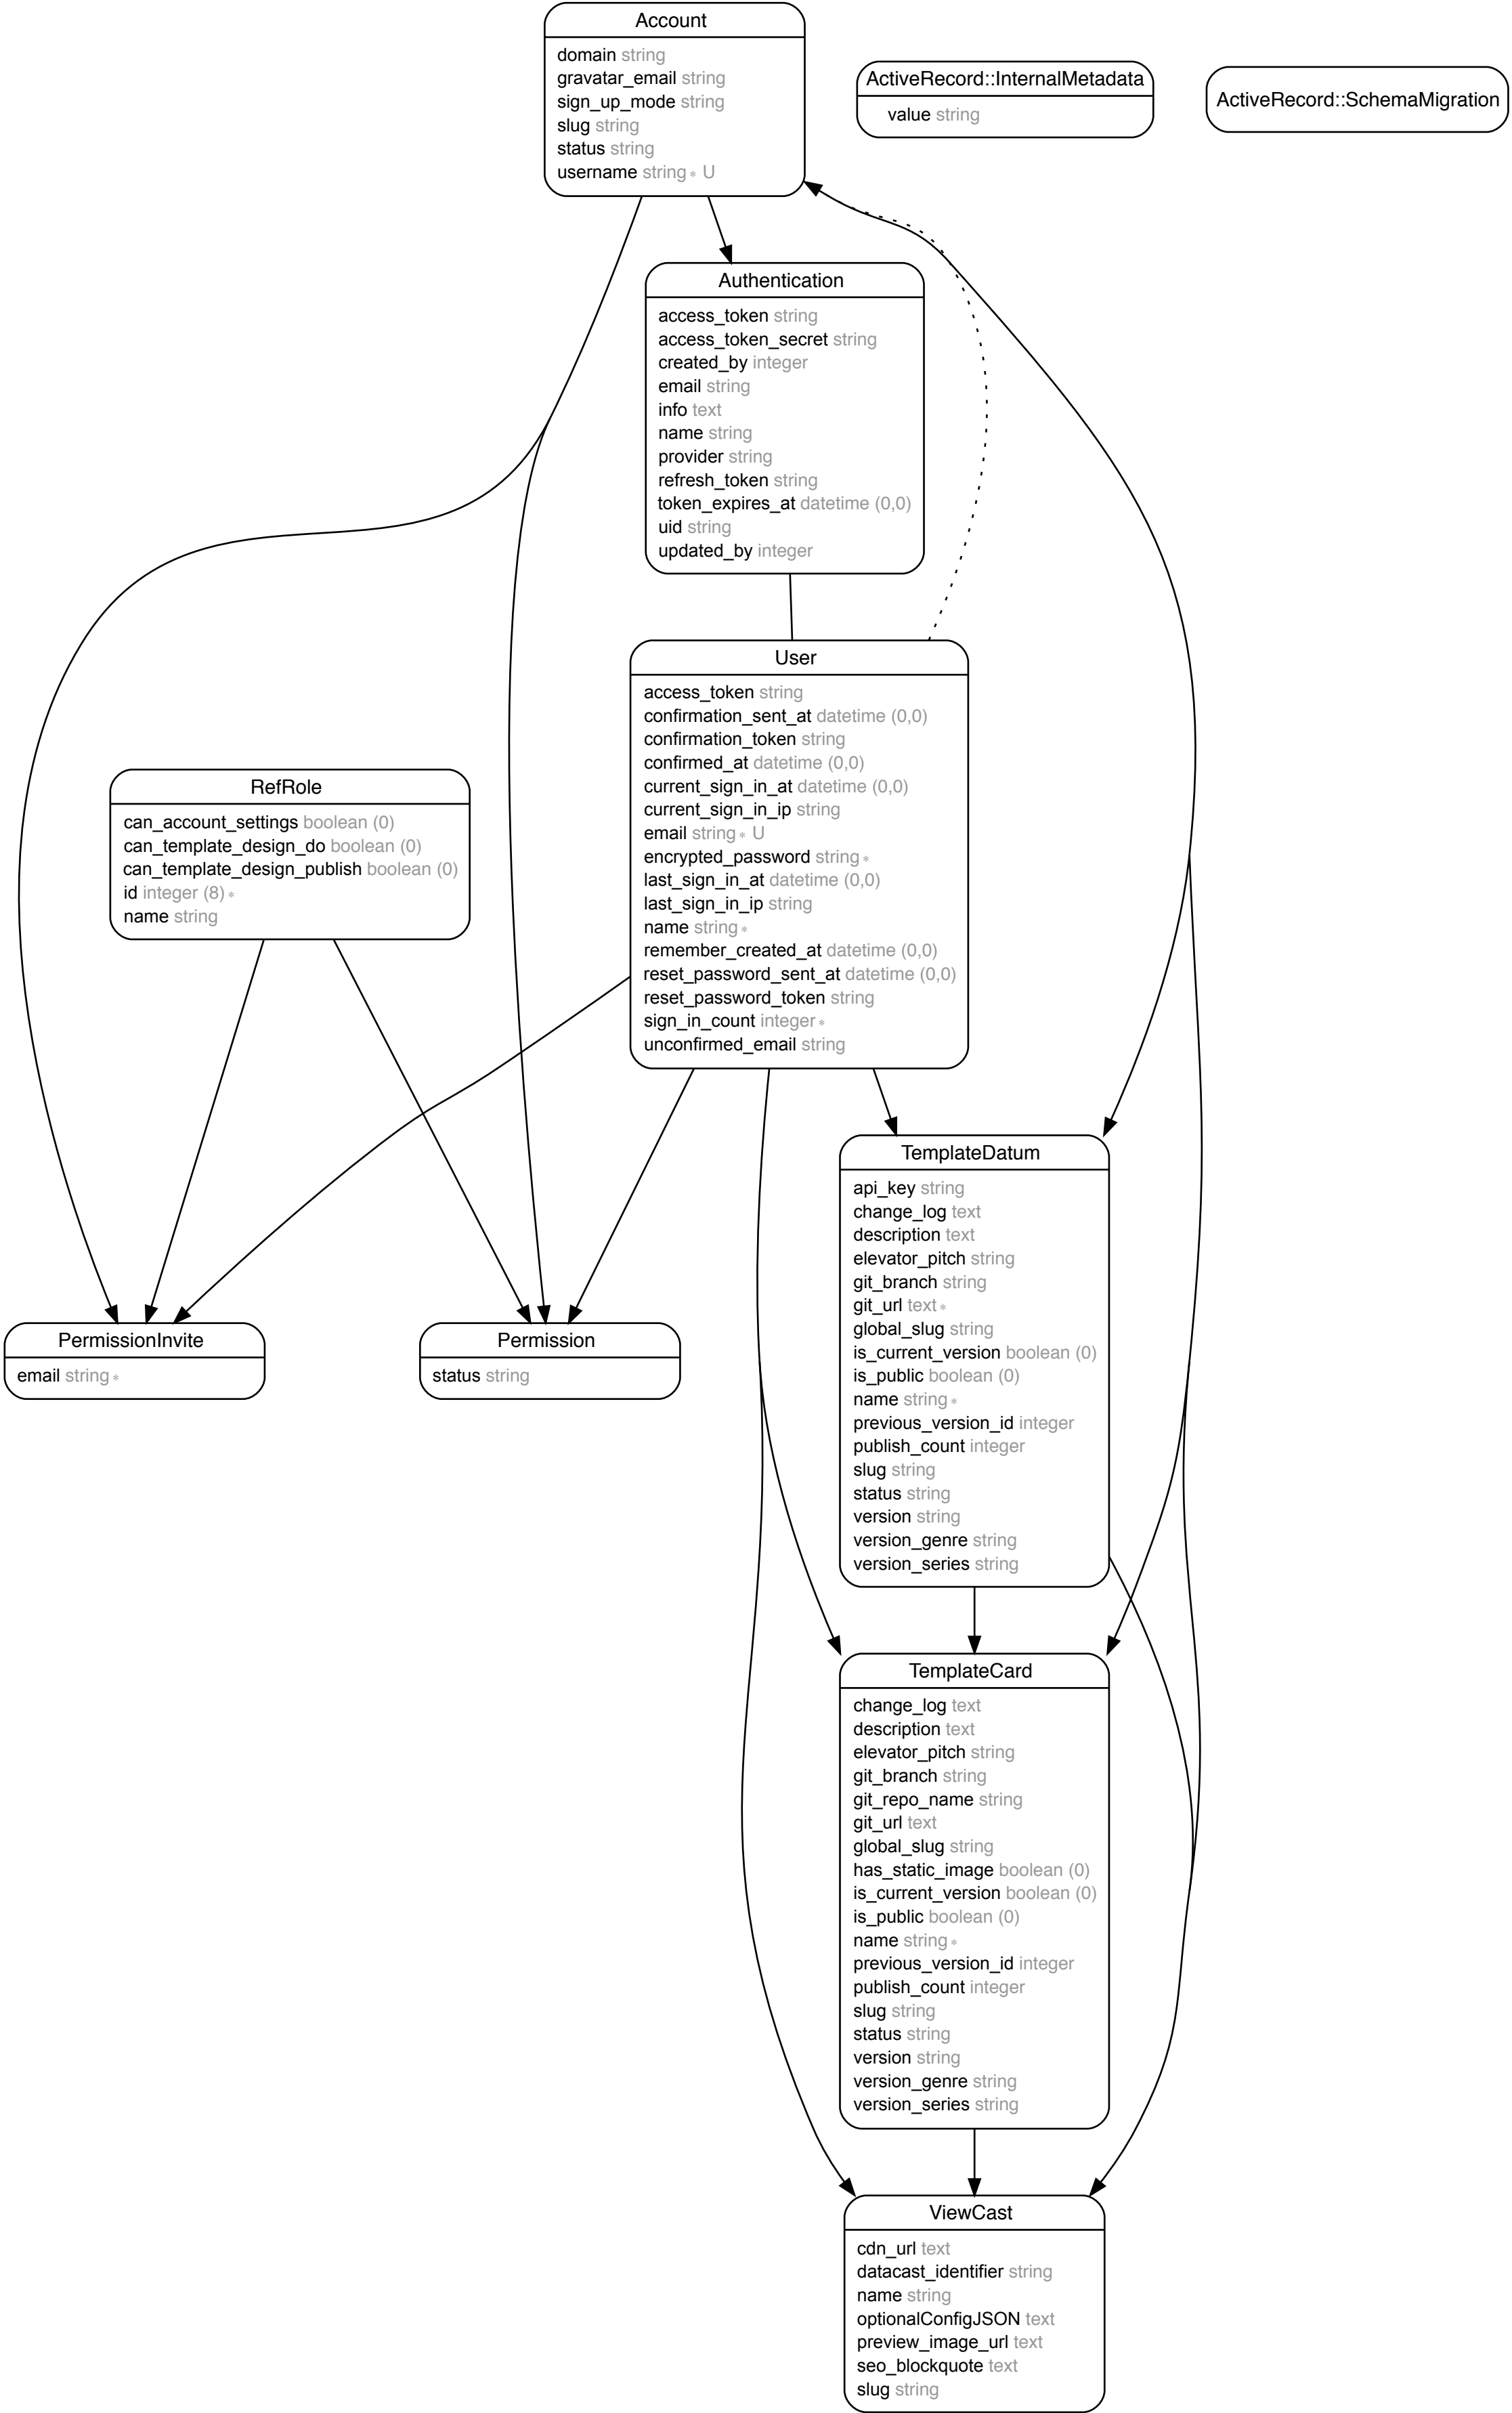 Account
domain string
gravatar_email string
sign_up_mode string
slug string
status string
username string∗ U
ActiveRecord::InternalMetadata
value string
ActiveRecord::SchemaMigration
Authentication
access_token string
access_token_secret string
created_by integer
email string
info text
name string
provider string
refresh_token string
token_expires_at datetime (0,0)
uid string
updated_by integer
User
access_token string
confirmation_sent_at datetime (0,0)
confirmation_token string
confirmed_at datetime (0,0)
current_sign_in_at datetime (0,0)
current_sign_in_ip string
email string∗ U
encrypted_password string∗
last_sign_in_at datetime (0,0)
last_sign_in_ip string
name string∗
remember_created_at datetime (0,0)
reset_password_sent_at datetime (0,0)
reset_password_token string
sign_in_count integer∗
unconfirmed_email string
RefRole
can_account_settings boolean (0)
can_template_design_do boolean (0)
can_template_design_publish boolean (0)
id integer (8)∗
name string
PermissionInvite
email string∗
Permission
status string
TemplateDatum
api_key string
change_log text
description text
elevator_pitch string
git_branch string
git_url text∗
global_slug string
is_current_version boolean (0)
is_public boolean (0)
name string∗
previous_version_id integer
publish_count integer
slug string
status string
version string
version_genre string
version_series string
TemplateCard
change_log text
description text
elevator_pitch string
git_branch string
git_repo_name string
git_url text
global_slug string
has_static_image boolean (0)
is_current_version boolean (0)
is_public boolean (0)
name string∗
previous_version_id integer
publish_count integer
slug string
status string
version string
version_genre string
version_series string
ViewCast
cdn_url text
datacast_identifier string
name string
optionalConfigJSON text
preview_image_url text
seo_blockquote text
slug string